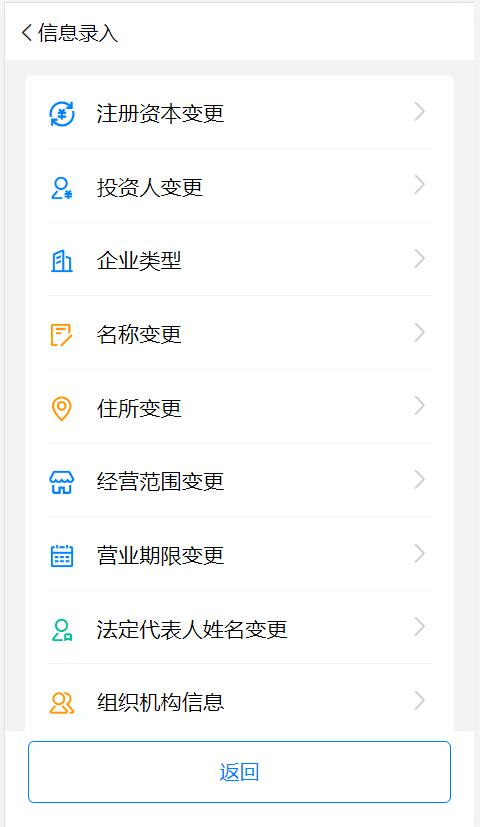 信息录入
注册资本变更
投资人变更
企业类型
名称变更
住所变更
经营范围变更
营业期限变更
法定代表人姓名变更
组织机构信息
返回